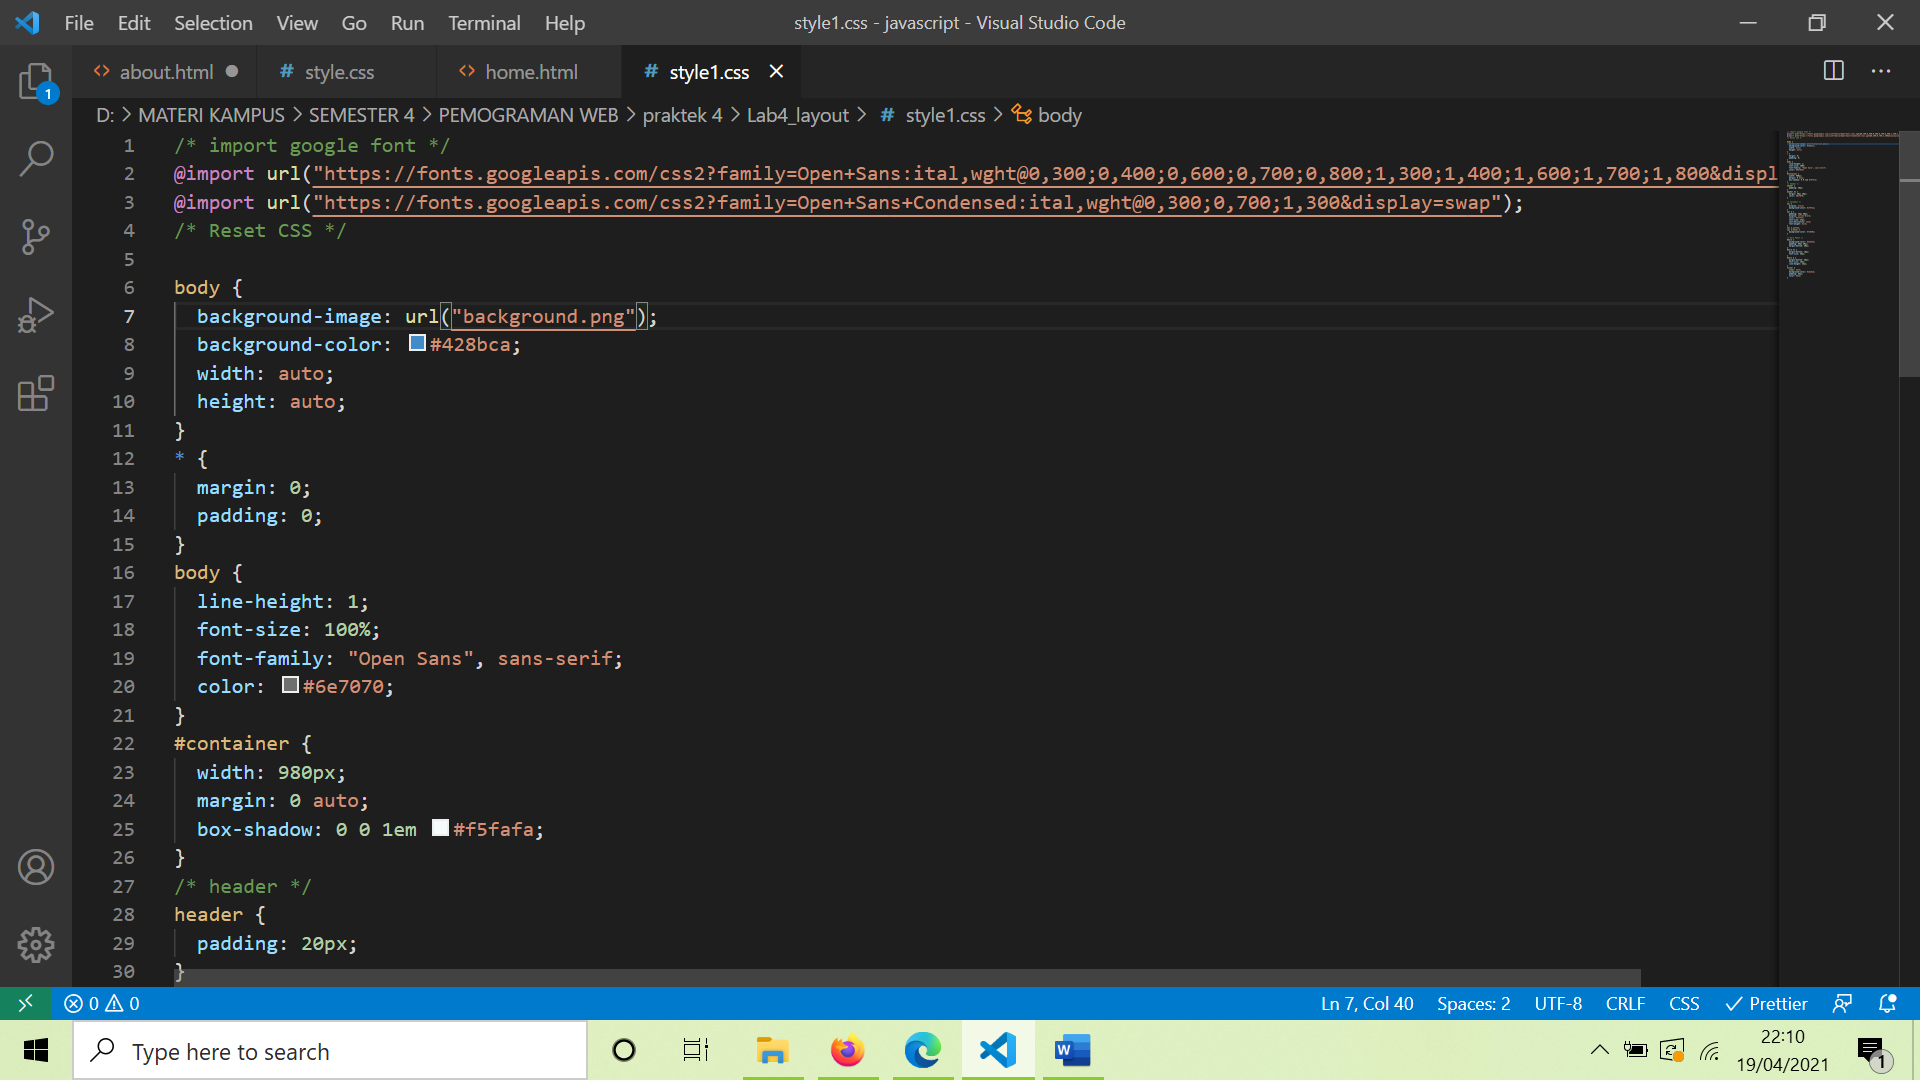 File Edit Selection View Go Run Terminal Help style1.css - javascript - Visual Studio Code
about.html # style.css home.html # style1.css
1
D: > MATERI KAMPUS > SEMESTER 4 > PEMOGRAMAN WEB > praktek 4 > Lab4_layout > # style1.css > body
1 /* import google font */
2 @import url("https://fonts.googleapis.com/css2?family=Open+Sans:ital,wght@0,300;0,400;0,600;0,700;0,800;1,300;1,400;1,600;1,700;1,800&displ
3 @import url("https://fonts.googleapis.com/css2?family=Open+Sans+Condensed:ital,wght@0,300;0,700;1,300&display=swap");
4 /* Reset CSS */
5
6 body {
7 background-image: url("background.png");
8 background-color: #428bca;
9 width: auto;
10 height: auto;
11 }
12 * {
13 margin: 0;
14 padding: 0;
15 }
16 body {
17 line-height: 1;
18 font-size: 100%;
19 font-family: "Open Sans", sans-serif;
20 color: #6e7070;
21 }
22 #container {
23 width: 980px;
24 margin: 0 auto;
25 box-shadow: 0 0 1em #f5fafa;
26 }
27 /* header */
28 header {
29 padding: 20px;
30 }
0 0 Ln 7, Col 40 Spaces: 2 UTF-8 CRLF CSS Prettier
Type here to search
22:10
19/04/2021
1